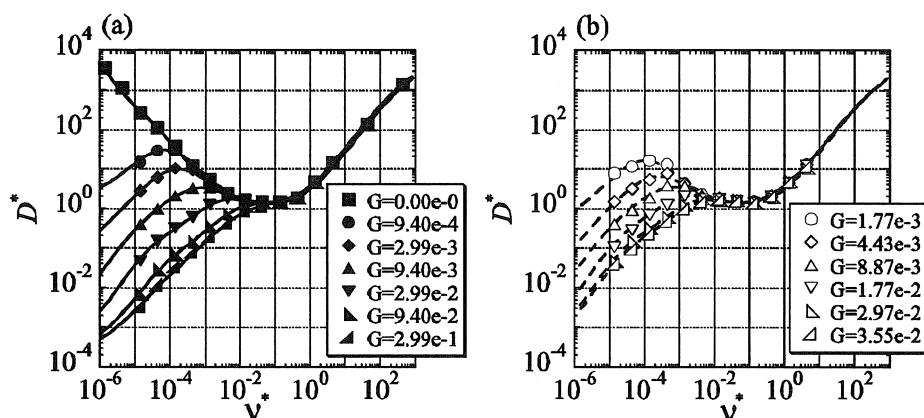 (a)
10^4
10^2
10^0
10^-2
10^-4
D*
10^-6
10^-4
10^-2
10^0
10^2
ν*
G=0.00e-0
G=9.40e-4
G=2.99e-3
G=9.40e-3
G=2.99e-2
G=9.40e-2
G=2.99e-1
(b)
10^4
10^2
10^0
10^-2
10^-4
D*
10^-6
10^-4
10^-2
10^0
10^2
ν*
G=1.77e-3
G=4.43e-3
G=8.87e-3
G=1.77e-2
G=2.97e-2
G=3.55e-2